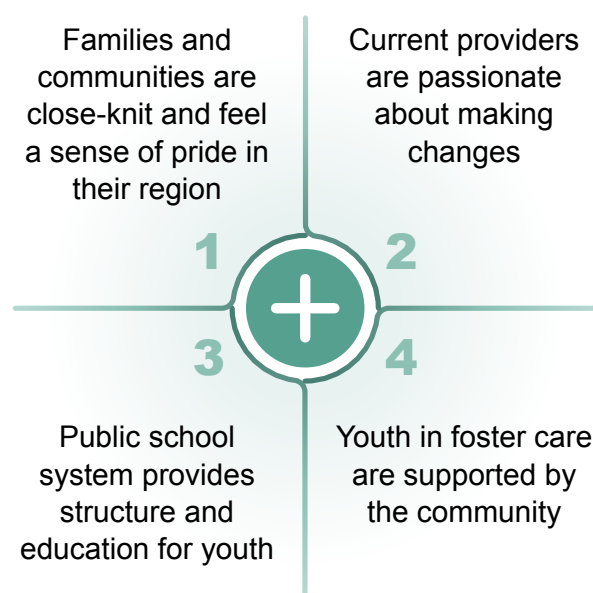 Families and
communities are
close-knit and feel
a sense of pride in
their region
1
Current providers
are passionate
about making
changes
2
3
Public school
system provides
structure and
education for youth
4
Youth in foster care
are supported by
the community